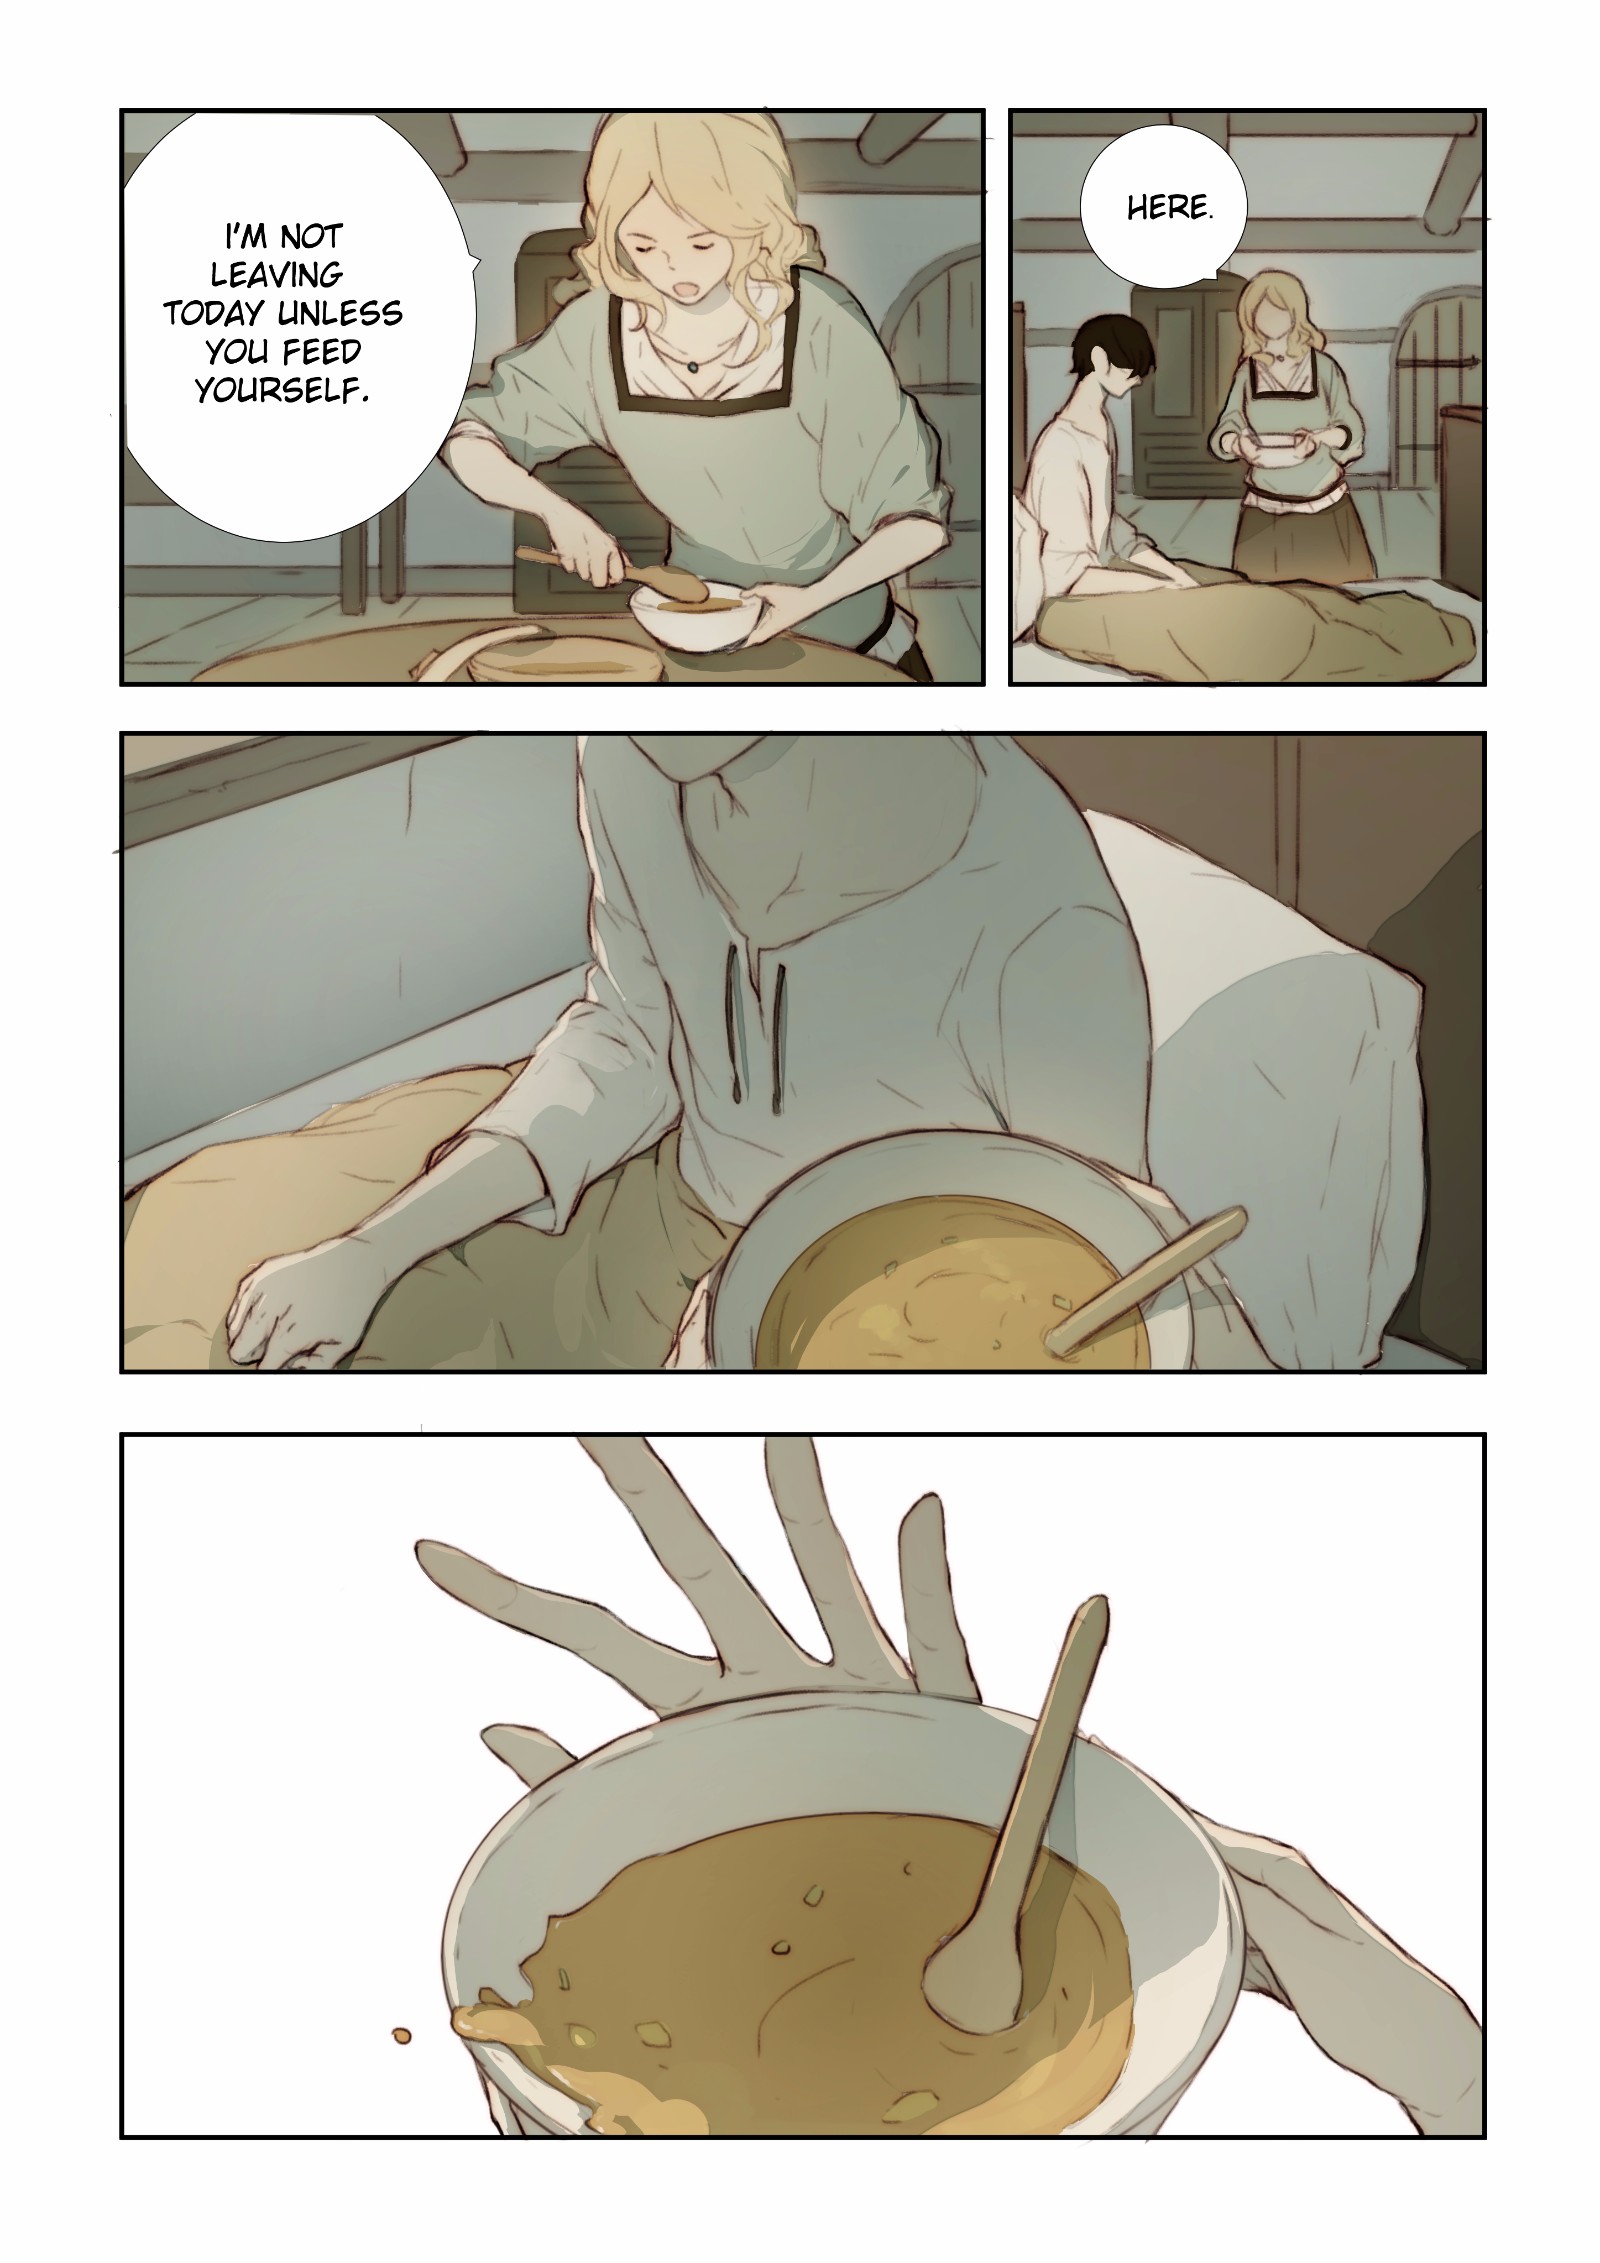 I'M NOT
LEAVING
TODAY UNLESS
YOU FEED
YOURSELF.
HERE.